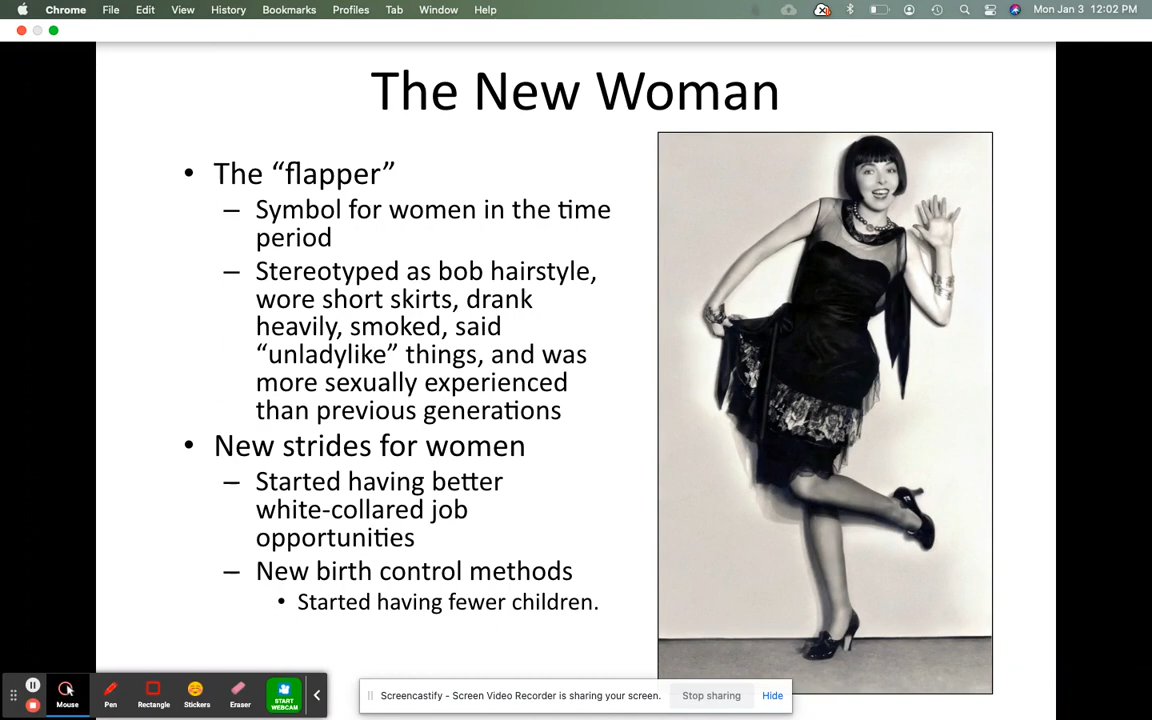 Chrome File Edit View History Bookmarks Profiles Tab Window Help Mon Jan 3 12:02 PM
The New Woman
• The “flapper”
– Symbol for women in the time
period
– Stereotyped as bob hairstyle,
wore short skirts, drank
heavily, smoked, said
“unladylike” things, and was
more sexually experienced
than previous generations
• New strides for women
– Started having better
white-collared job
opportunities
– New birth control methods
• Started having fewer children.
Mouse Pen Rectangle Stickers Eraser START
WEBCAM
Screencastify - Screen Video Recorder is sharing your screen. Stop sharing Hide